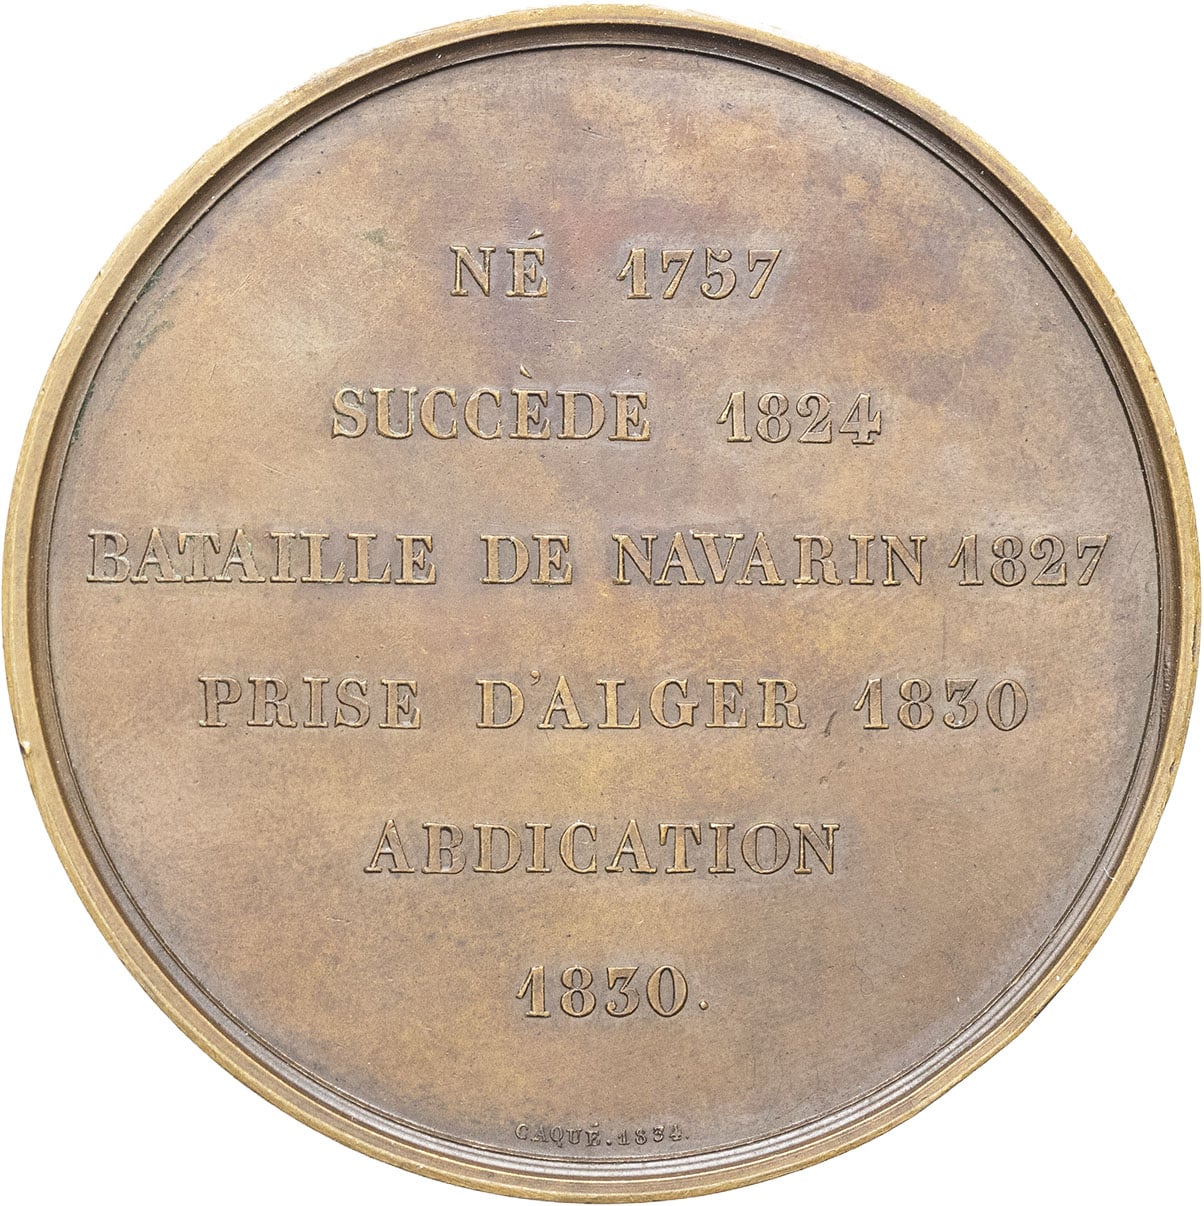 NÉ 1757
SUCCÈDE 1824
BATAILLE DE NAVARIN 1827
PRISE D'ALGER 1830
ABDICATION
1830.
CAQUÉ.1834.